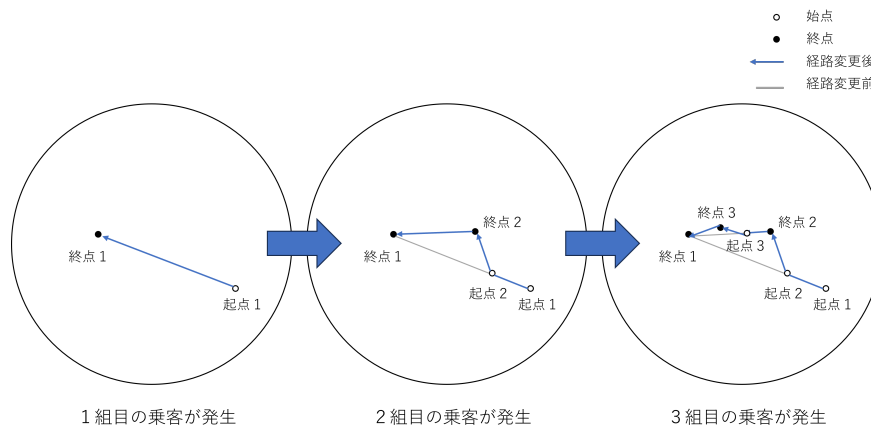 始点
終点
経路変更後
経路変更前
終点 1
起点 1
終点 2
終点 1
起点 2
起点 1
終点 3
終点 2
起点 3
終点 1
起点 2
起点 1
1 組目の乗客が発生
2 組目の乗客が発生
3 組目の乗客が発生